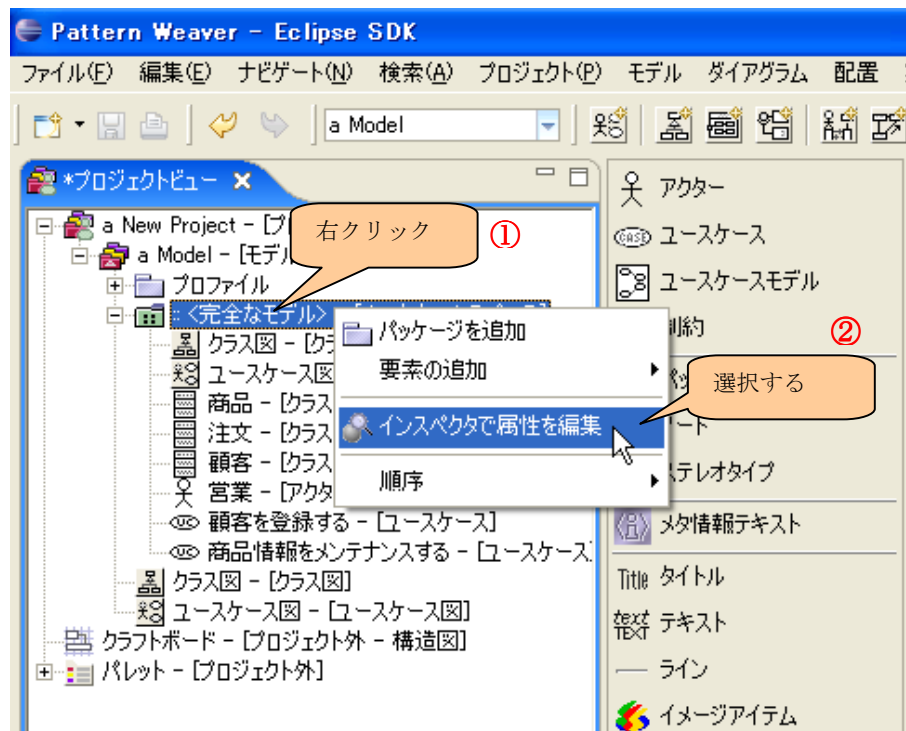 Pattern Weaver - Eclipse SDK
ファイル(F) 編集(E) ナビゲート(N) 検索(A) プロジェクト(P) モデル ダイアグラム 配置
a Model
*プロジェクトビュー
a New Project - [プ
右クリック
①
a Model - [モデル
プロファイル
:: <完全なモデル>
クラス図 - [クラ
ユースケース図
商品 - [クラス
注文 - [クラス
顧客 - [クラス
営業 - [アクタ
顧客を登録する - [ユースケース]
商品情報をメンテナンスする - [ユースケース
クラス図 - [クラス図]
ユースケース図 - [ユースケース図]
クラフトボード - [プロジェクト外 - 構造図]
パレット - [プロジェクト外]
パッケージを追加
要素の追加
インスペクタで属性を編集
順序
②
選択する
アクター
ユースケース
ユースケースモデル
制約
ート
ステレオタイプ
メタ情報テキスト
Title タイトル
text TEXT テキスト
ライン
イメージアイテム